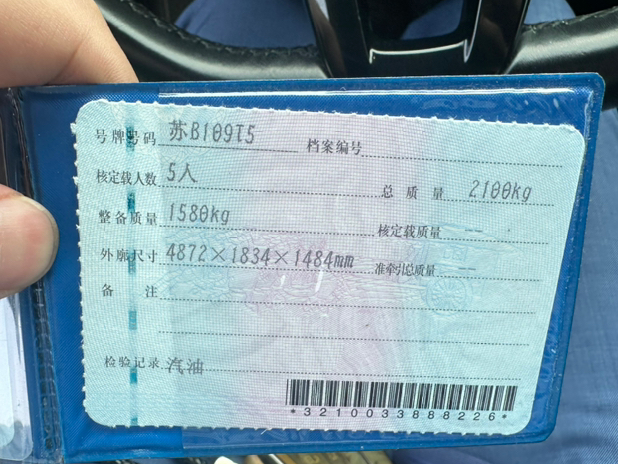 号牌号码 苏B109T5 档案编号
核定载人数 5人 总质量 2100kg
整备质量 1580kg 核定载质量 --
外廓尺寸 4872×1834×1484mm 准牵引总质量 --
备注
检验记录 汽油
*3210033888226*